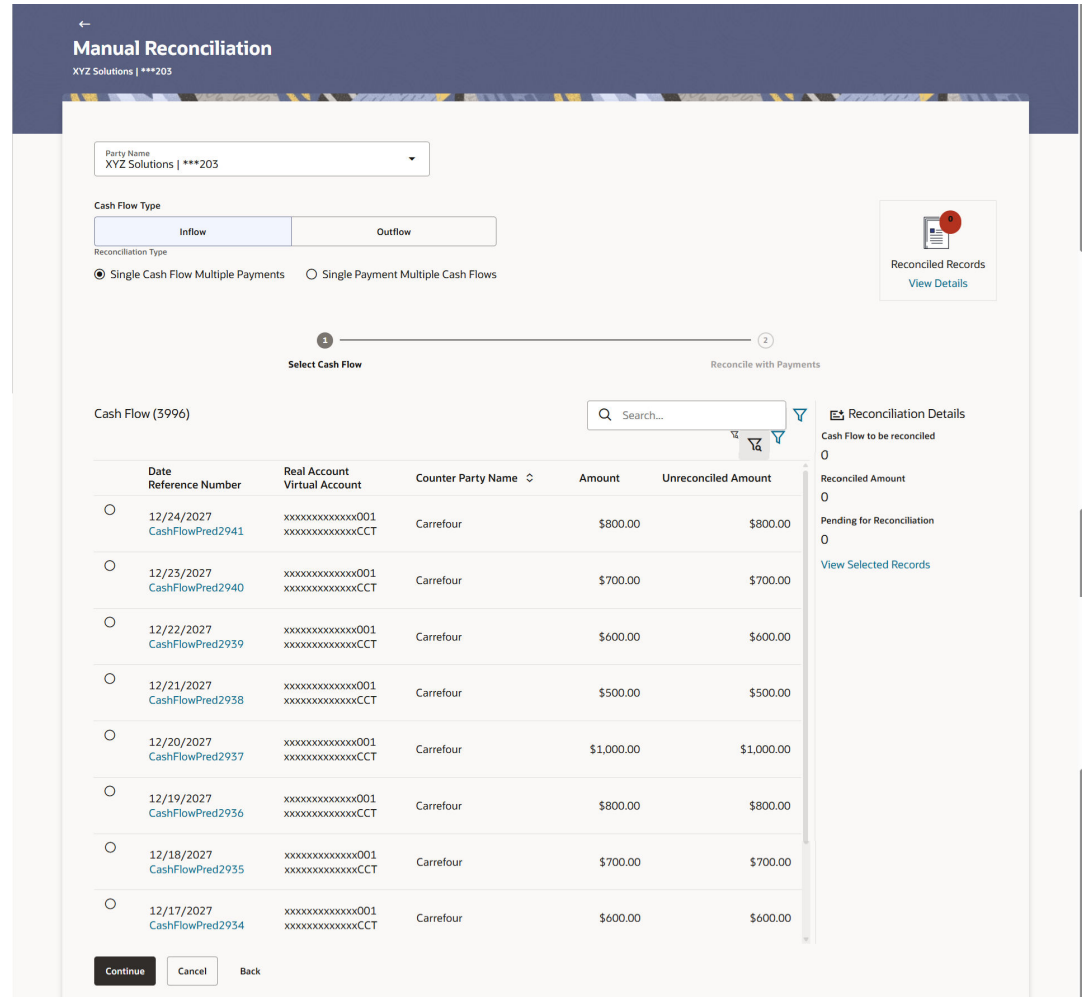 Manual Reconciliation
XYZ Solutions | ***203
Party Name
XYZ Solutions | ***203
Cash Flow Type
Inflow Outflow
Reconciliation Type
Single Cash Flow Multiple Payments Single Payment Multiple Cash Flows
0
Reconciled Records
View Details
1 2
Select Cash Flow Reconcile with Payments
Cash Flow (3996)
Search...
Date Reference Number Real Account Virtual Account Counter Party Name Amount Unreconciled Amount
12/24/2027 xxxxxxxxxxxxx001 Carrefour $800.00 $800.00
CashFlowPred2941 xxxxxxxxxxxxxCCT
12/23/2027 xxxxxxxxxxxxx001 Carrefour $700.00 $700.00
CashFlowPred2940 xxxxxxxxxxxxxCCT
12/22/2027 xxxxxxxxxxxxx001 Carrefour $600.00 $600.00
CashFlowPred2939 xxxxxxxxxxxxxCCT
12/21/2027 xxxxxxxxxxxxx001 Carrefour $500.00 $500.00
CashFlowPred2938 xxxxxxxxxxxxxCCT
12/20/2027 xxxxxxxxxxxxx001 Carrefour $1,000.00 $1,000.00
CashFlowPred2937 xxxxxxxxxxxxxCCT
12/19/2027 xxxxxxxxxxxxx001 Carrefour $800.00 $800.00
CashFlowPred2936 xxxxxxxxxxxxxCCT
12/18/2027 xxxxxxxxxxxxx001 Carrefour $700.00 $700.00
CashFlowPred2935 xxxxxxxxxxxxxCCT
12/17/2027 xxxxxxxxxxxxx001 Carrefour $600.00 $600.00
CashFlowPred2934 xxxxxxxxxxxxxCCT
Reconciliation Details
Cash Flow to be reconciled
0
Reconciled Amount
0
Pending for Reconciliation
0
View Selected Records
Continue Cancel Back